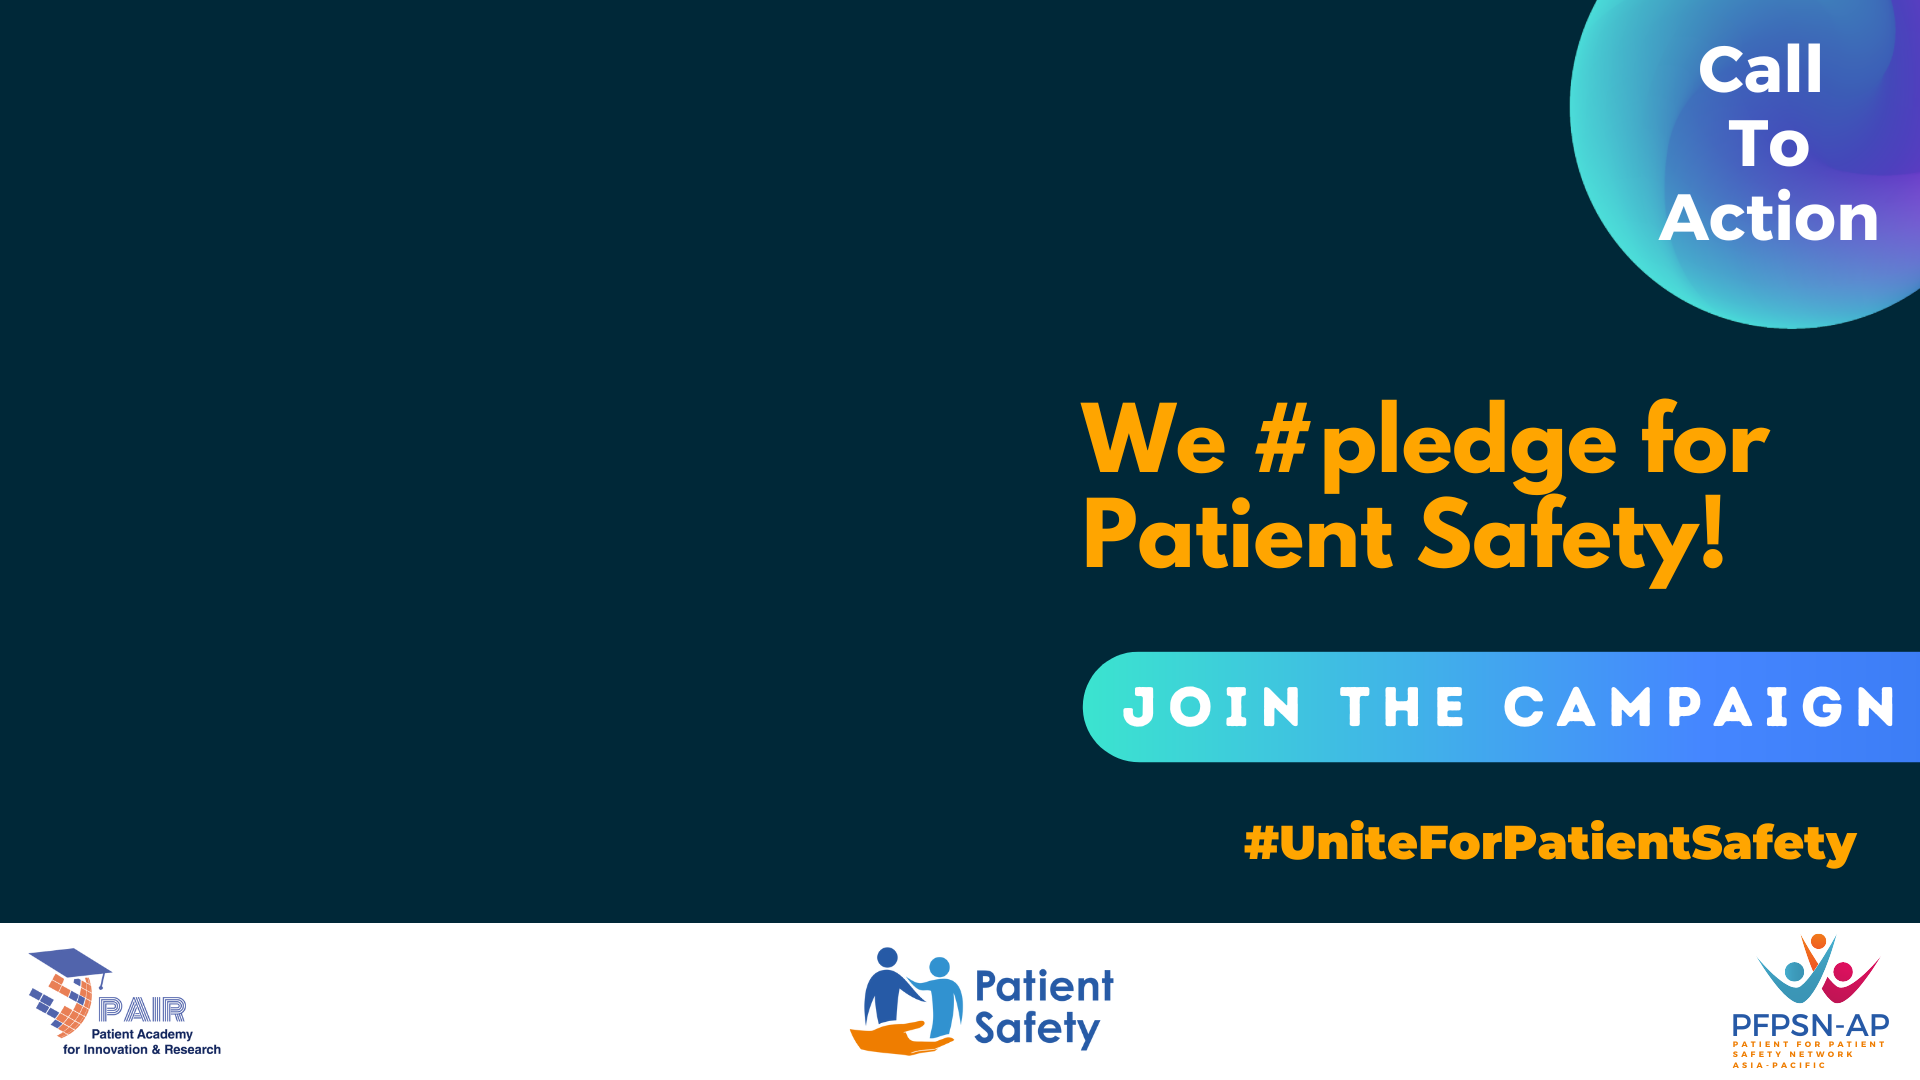 Call
To
Action
We #pledge for
Patient Safety!
JOIN THE CAMPAIGN
#UniteForPatientSafety
PAIR
Patient Academy
for Innovation & Research
Patient
Safety
PFPSN-AP
PATIENT FOR PATIENT
SAFETY NETWORK
ASIA-PACIFIC